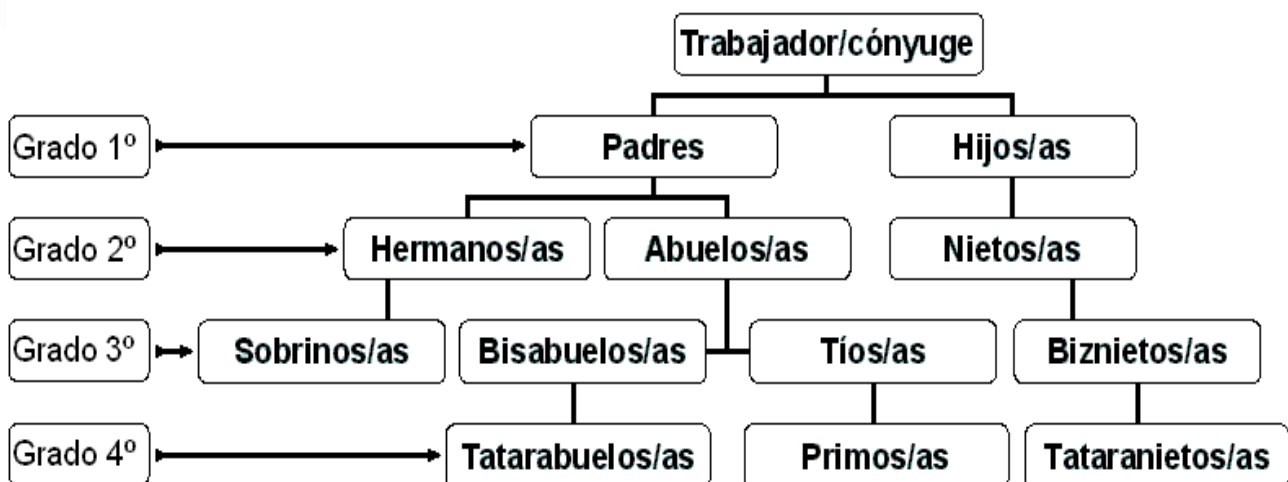 Trabajador/cónyuge
Grado 1º Padres Hijos/as
Grado 2º Hermanos/as Abuelos/as Nietos/as
Grado 3º Sobrinos/as Bisabuelos/as Tíos/as Biznietos/as
Grado 4º Tatarabuelos/as Primos/as Tataranietos/as